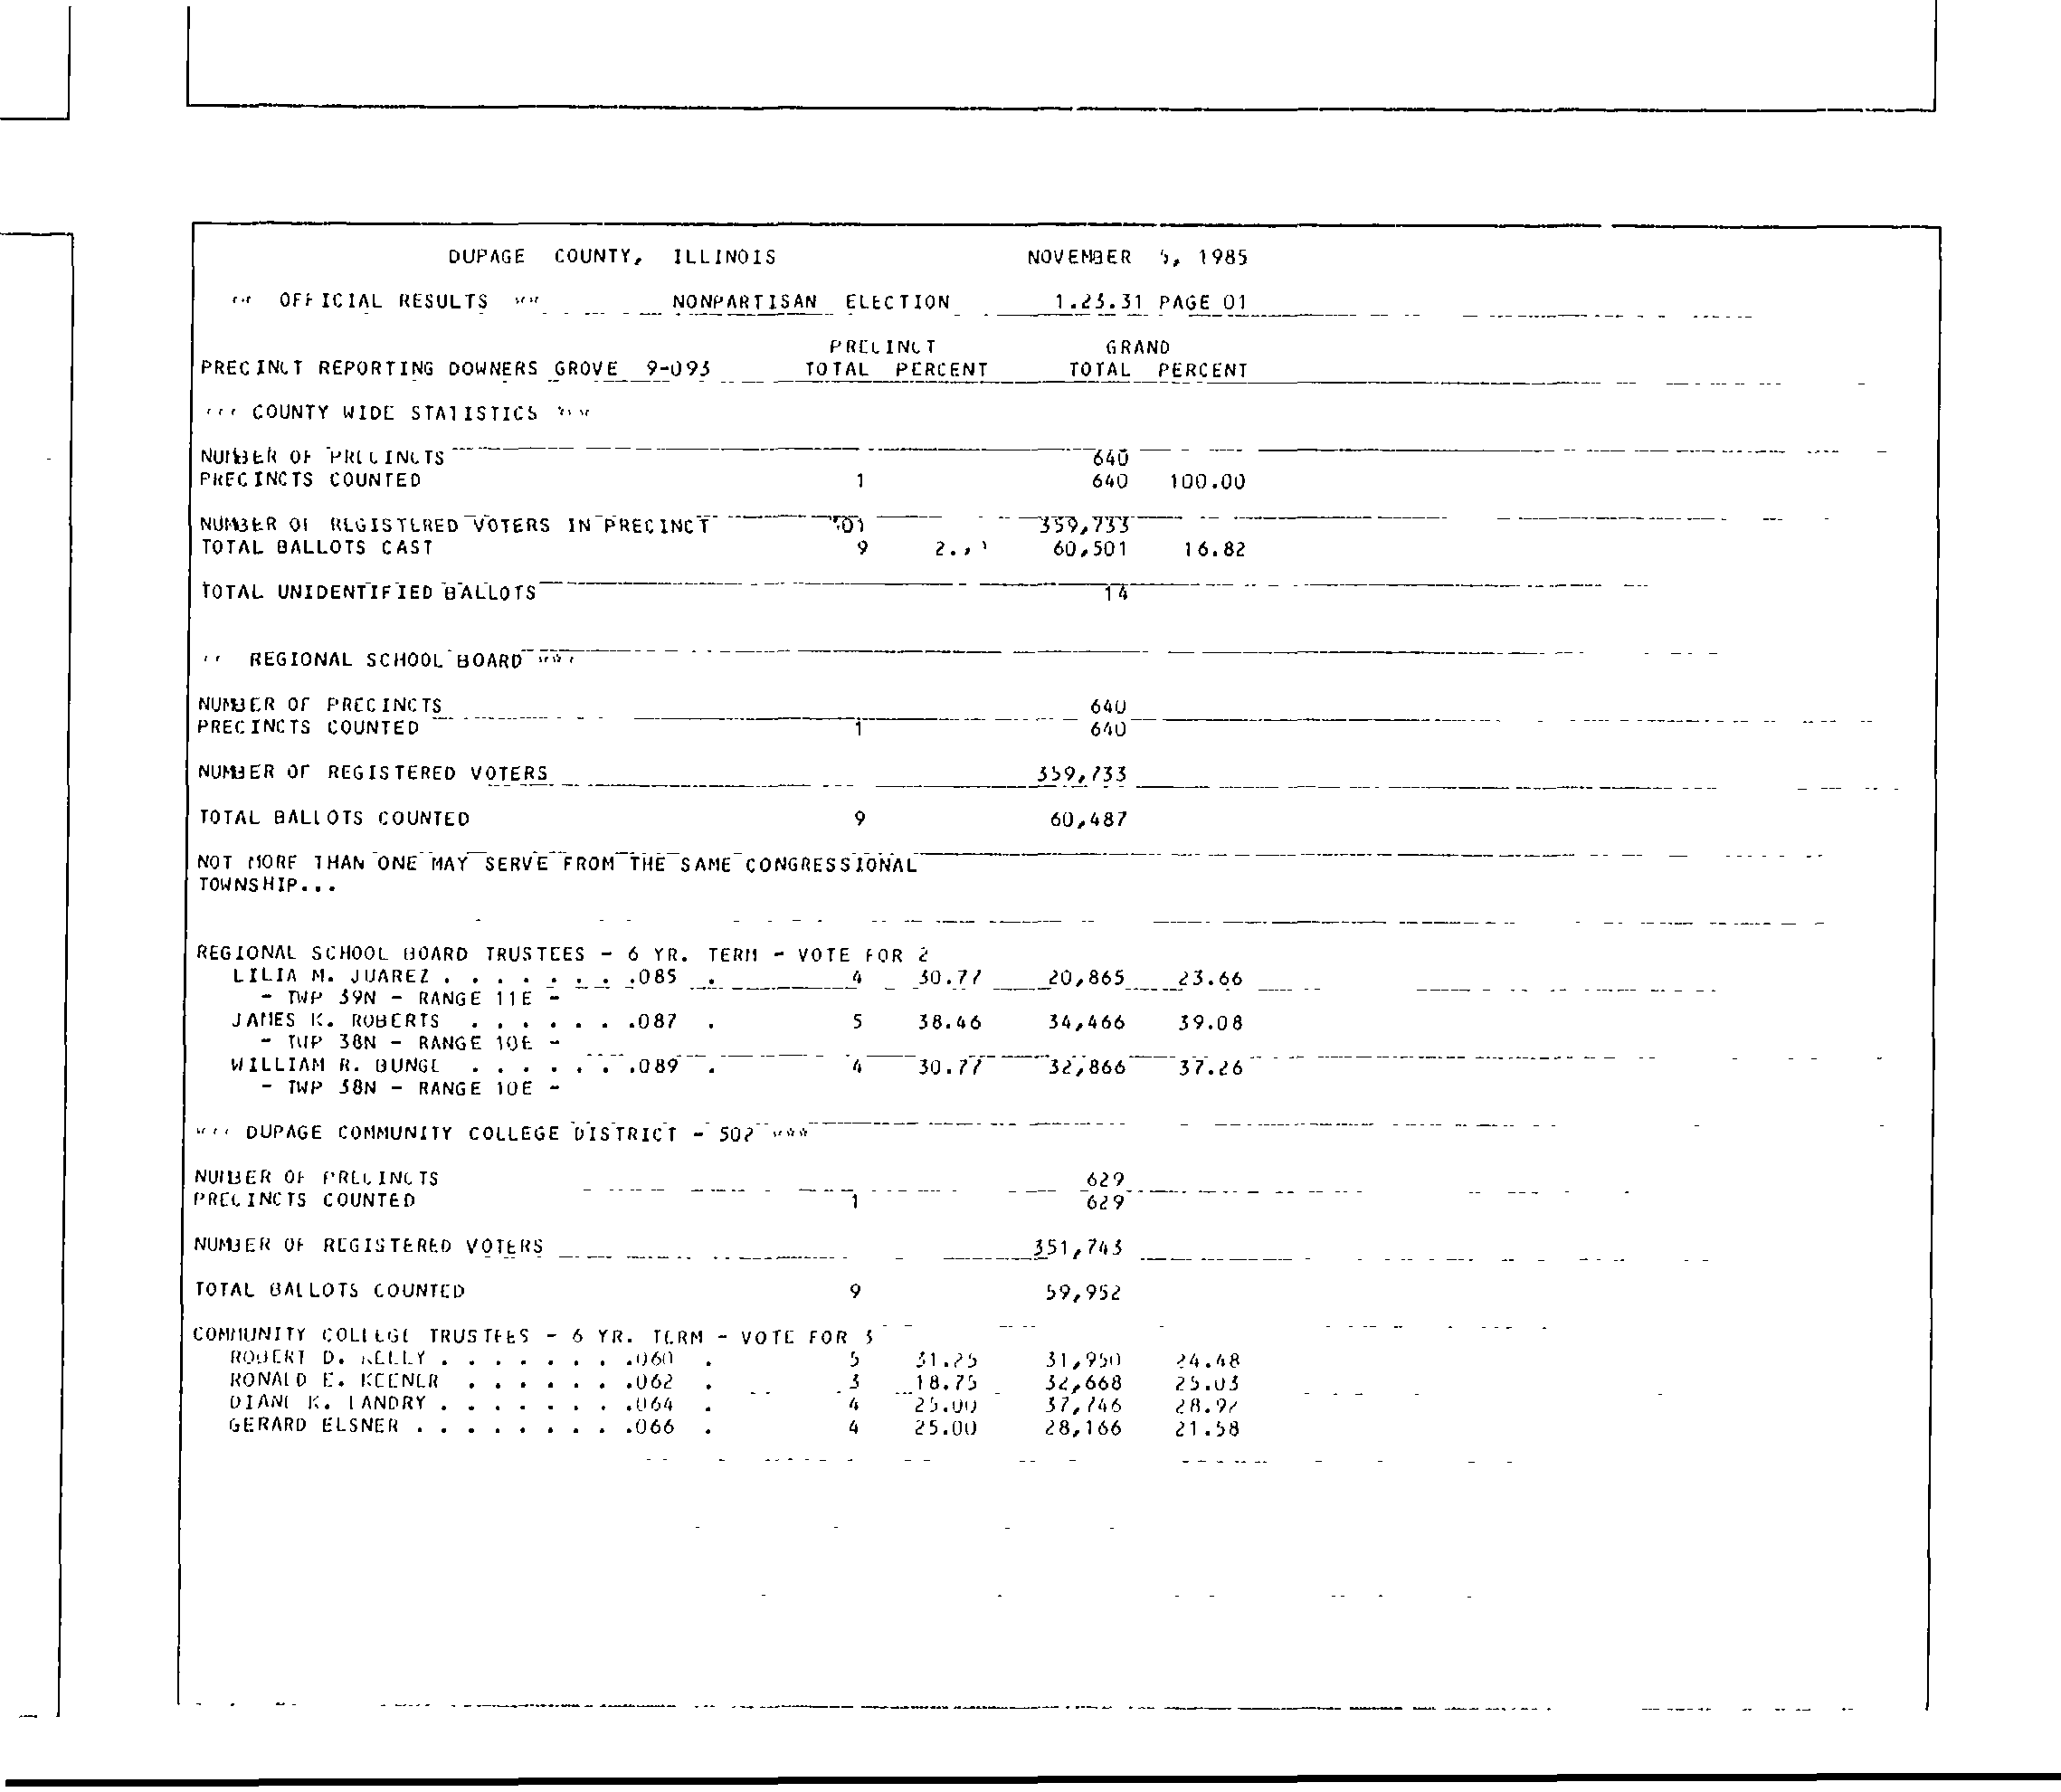 DUPAGE COUNTY, ILLINOIS NOVEMBER 5, 1985
OFFICIAL RESULTS NONPARTISAN ELECTION 1.23.31 PAGE 01
PRECINCT GRAND
PRECINCT REPORTING DOWNERS GROVE 9-093 TOTAL PERCENT TOTAL PERCENT
*** COUNTY WIDE STATISTICS ***
NUMBER OF PRECINCTS 640
PRECINCTS COUNTED 1 640 100.00
NUMBER OF REGISTERED VOTERS IN PRECINCT 359,733
TOTAL BALLOTS CAST 9 60,501 16.82
TOTAL UNIDENTIFIED BALLOTS 14
REGIONAL SCHOOL BOARD ***
NUMBER OF PRECINCTS 640
PRECINCTS COUNTED 1 640
NUMBER OF REGISTERED VOTERS 359,733
TOTAL BALLOTS COUNTED 9 60,487
NOT MORE THAN ONE MAY SERVE FROM THE SAME CONGRESSIONAL
TOWNSHIP...
REGIONAL SCHOOL BOARD TRUSTEES - 6 YR. TERM - VOTE FOR 2
LILIA M. JUAREZ . . . . . . . .085 . 4 30.77 20,865 23.66
- TWP 39N - RANGE 11E -
JAMES K. ROBERTS . . . . . . .087 . 5 38.46 34,466 39.08
- TWP 38N - RANGE 10E -
WILLIAM R. BUNGE . . . . . . .089 . 4 30.77 32,866 37.26
- TWP 38N - RANGE 10E -
*** DUPAGE COMMUNITY COLLEGE DISTRICT - 502 ***
NUMBER OF PRECINCTS 629
PRECINCTS COUNTED 1 629
NUMBER OF REGISTERED VOTERS 351,743
TOTAL BALLOTS COUNTED 9 59,952
COMMUNITY COLLEGE TRUSTEES - 6 YR. TERM - VOTE FOR 3
ROBERT D. KELLY . . . . . . . .060 . 5 31.25 31,950 24.48
RONALD E. KEENER . . . . . . .062 . 3 18.75 32,668 25.03
DIANE K. LANDRY . . . . . . . .064 . 4 25.00 37,746 28.92
GERARD ELSNER . . . . . . . . .066 . 4 25.00 28,166 21.58